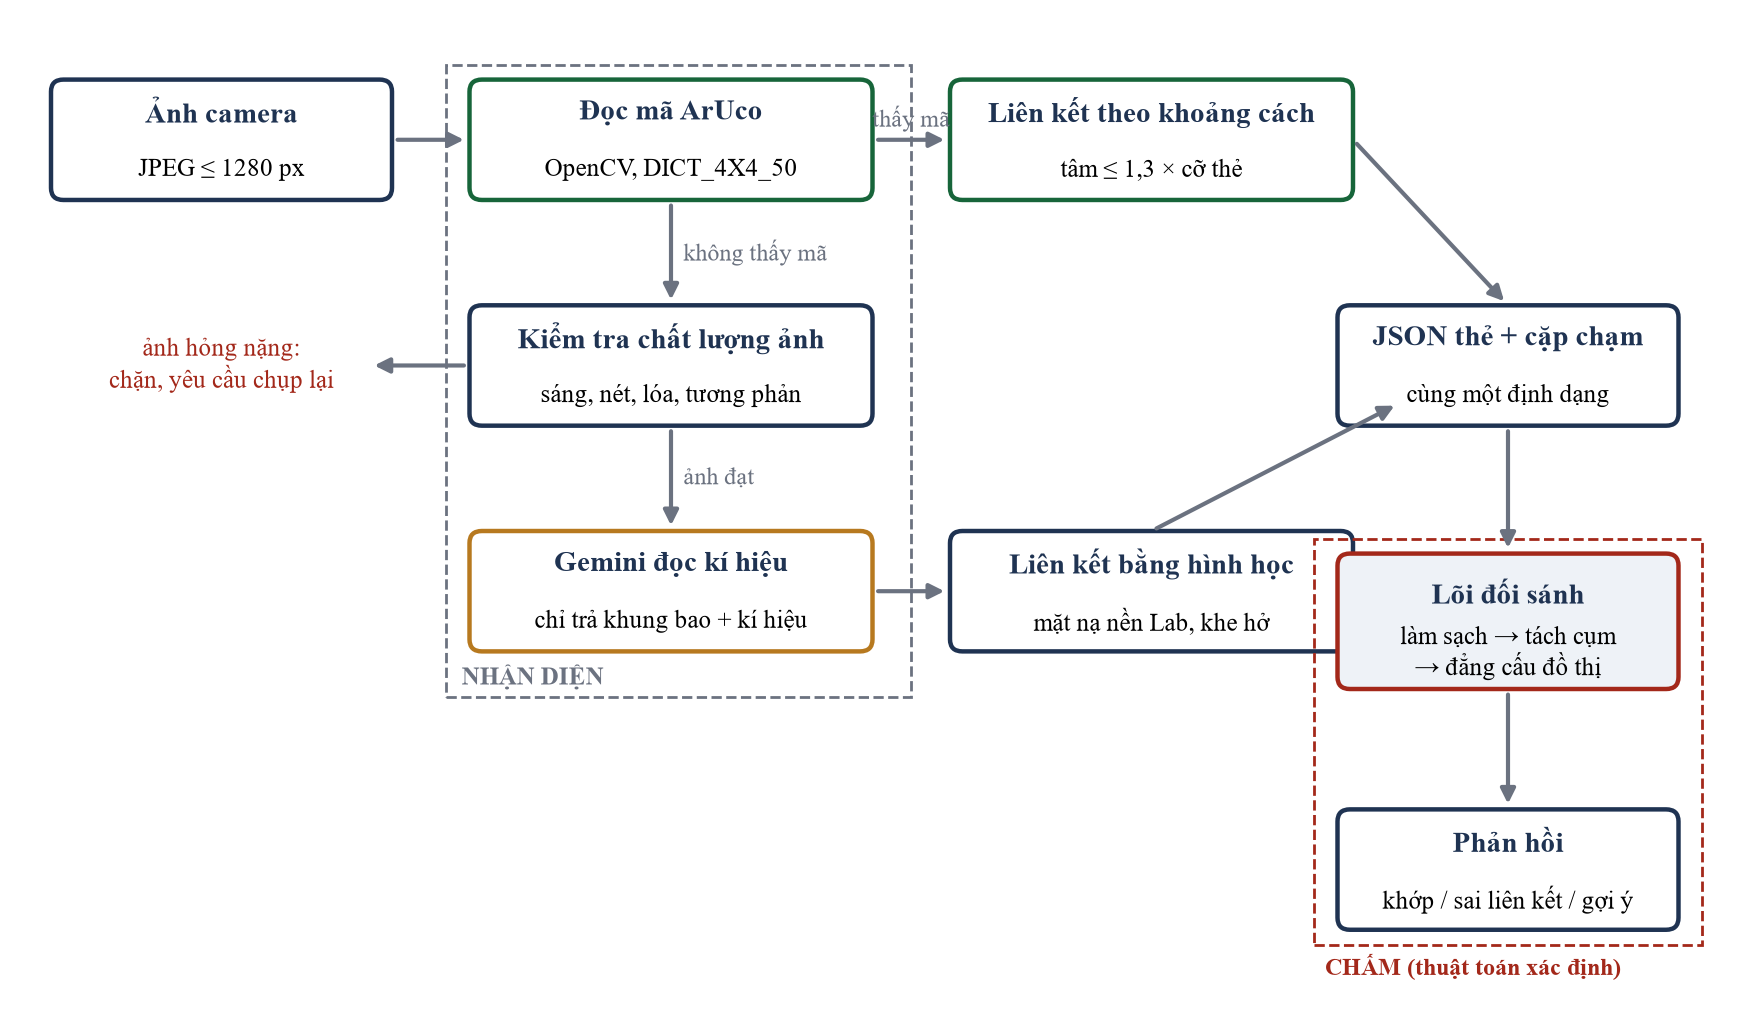 Ảnh camera
JPEG ≤ 1280 px
Đọc mã ArUco
OpenCV, DICT_4X4_50
thấy mã
Liên kết theo khoảng cách
tâm ≤ 1,3 × cỡ thẻ
không thấy mã
ảnh hỏng nặng:
chặn, yêu cầu chụp lại
Kiểm tra chất lượng ảnh
sáng, nét, lóa, tương phản
JSON thẻ + cặp chạm
cùng một định dạng
ảnh đạt
Gemini đọc kí hiệu
chỉ trả khung bao + kí hiệu
NHẬN DIỆN
Liên kết bằng hình học
mặt nạ nền Lab, khe hở
Lõi đối sánh
làm sạch → tách cụm
→ đẳng cấu đồ thị
Phản hồi
khớp / sai liên kết / gợi ý
CHẤM (thuật toán xác định)